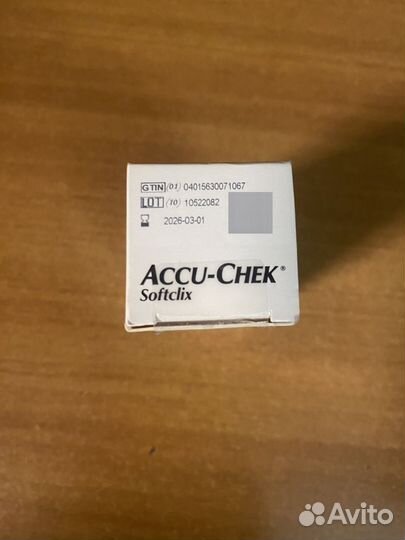 GTIN (01) 04015630071067
LOT (10) 10522082
2026-03-01
ACCU-CHEK®
Softclix
Avito